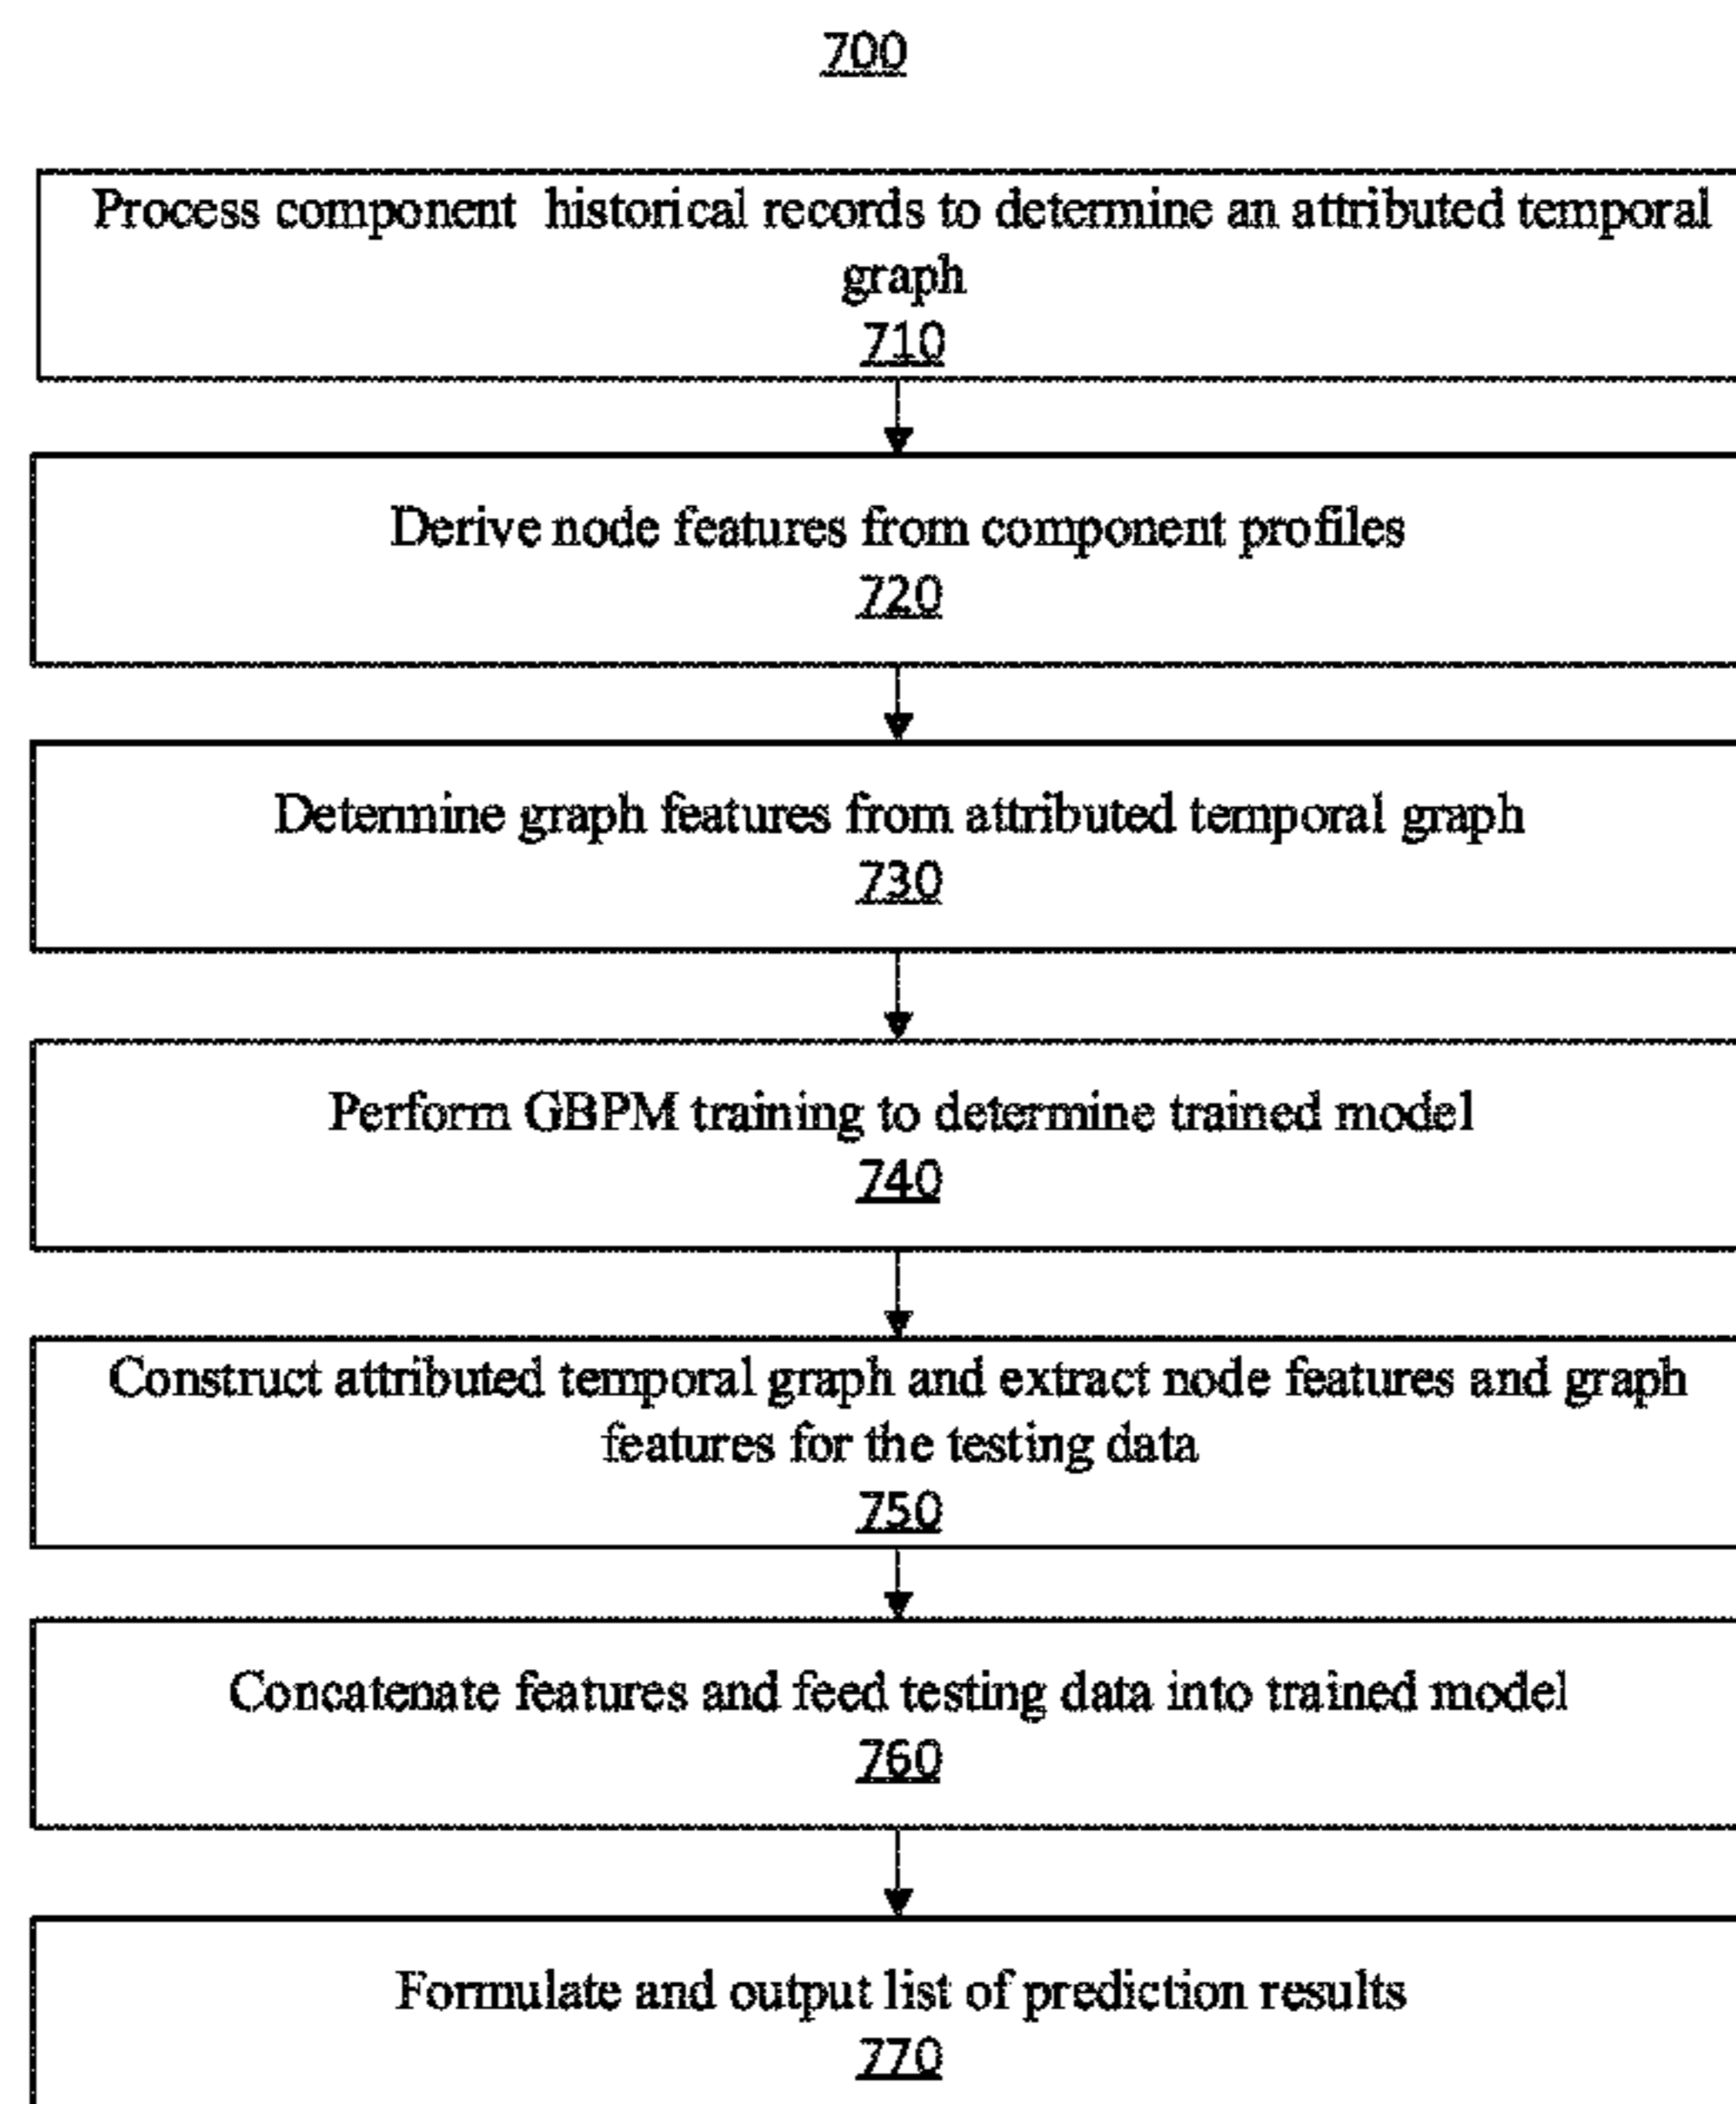 700
Process component historical records to determine an attributed temporal
graph
710
Derive node features from component profiles
720
Determine graph features from attributed temporal graph
730
Perform GBPM training to determine trained model
740
Construct attributed temporal graph and extract node features and graph
features for the testing data
750
Concatenate features and feed testing data into trained model
760
Formulate and output list of prediction results
770